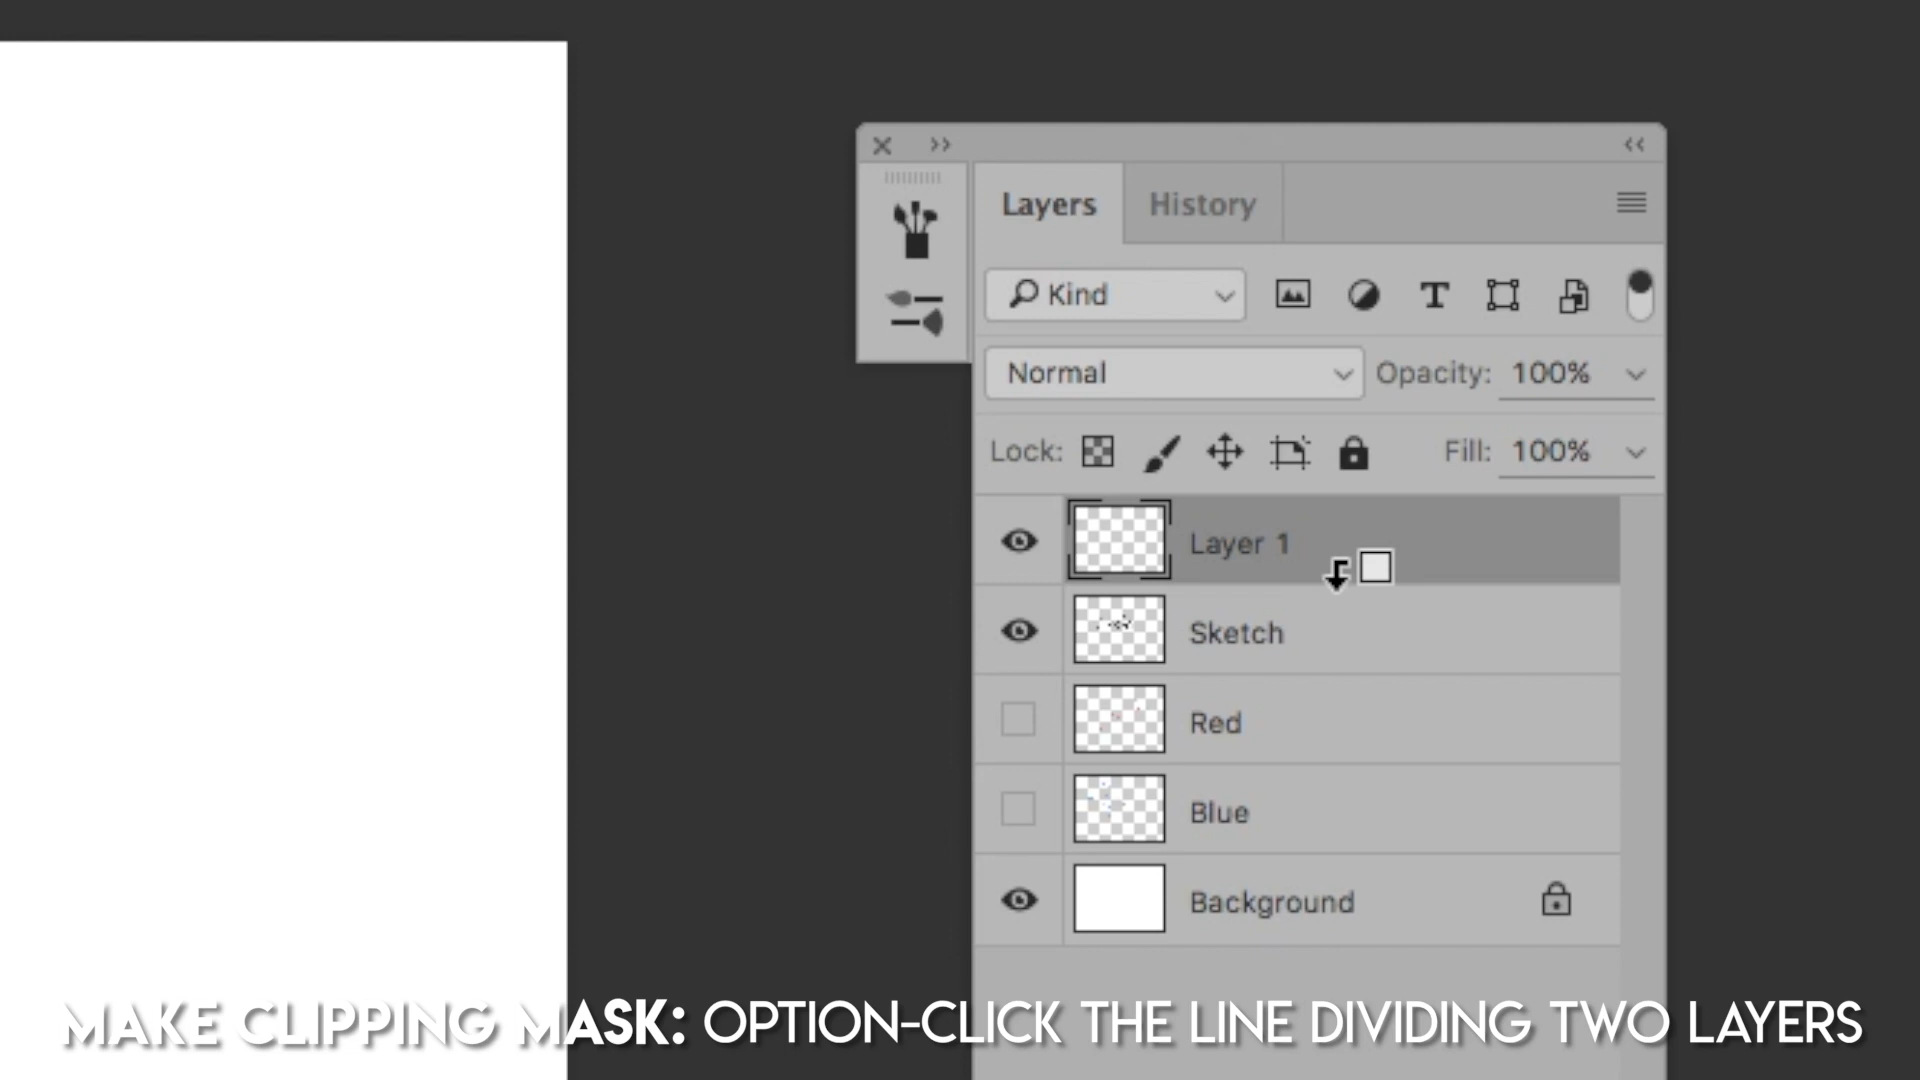 Layers History
Kind
Normal Opacity: 100%
Lock: Fill: 100%
Layer 1
Sketch
Red
Blue
Background
MAKE CLIPPING MASK: OPTION-CLICK THE LINE DIVIDING TWO LAYERS